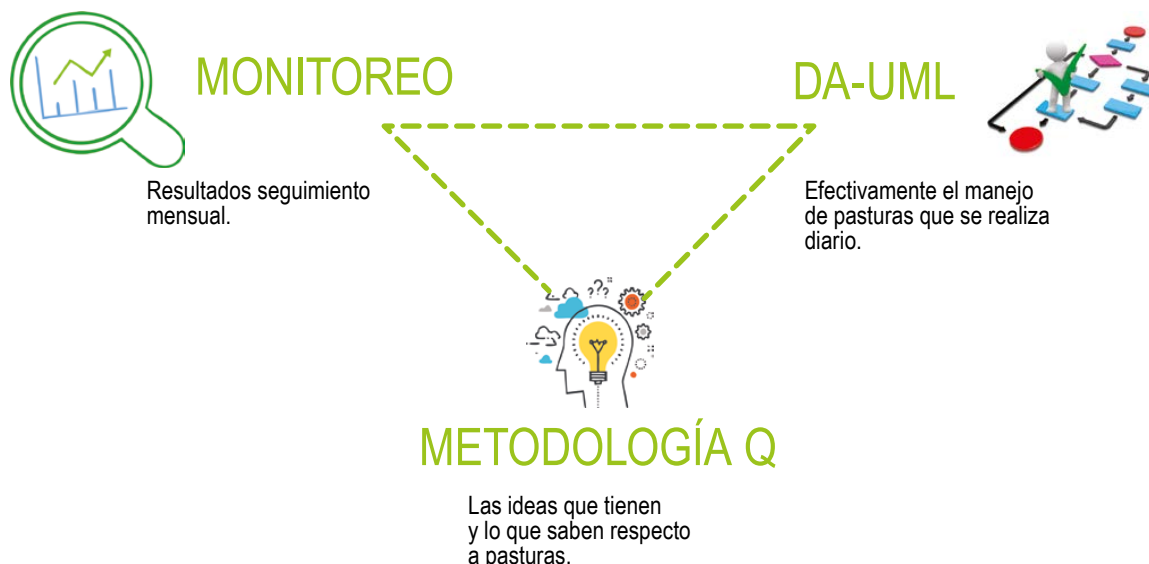 MONITOREO
DA-UML
Resultados seguimiento
mensual.
Efectivamente el manejo
de pasturas que se realiza
diario.
???
METODOLOGÍA Q
Las ideas que tienen
y lo que saben respecto
a pasturas.